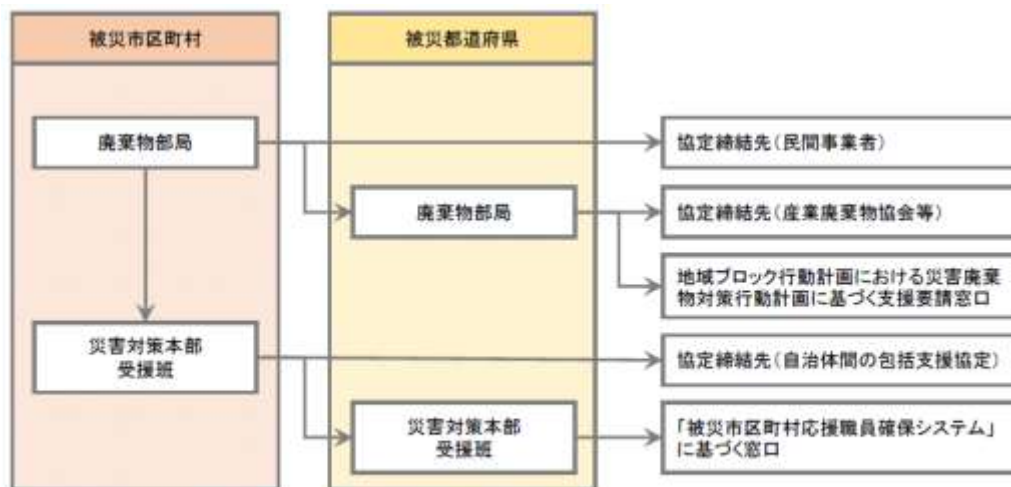 被災市区町村
被災都道府県
廃棄物部局
協定締結先(民間事業者)
廃棄物部局
協定締結先(産業廃棄物協会等)
地域ブロック行動計画における災害廃棄
物対策行動計画に基づく支援要請窓口
災害対策本部
受援班
協定締結先(自治体間の包括支援協定)
災害対策本部
受援班
「被災市区町村応援職員確保システム」
に基づく窓口